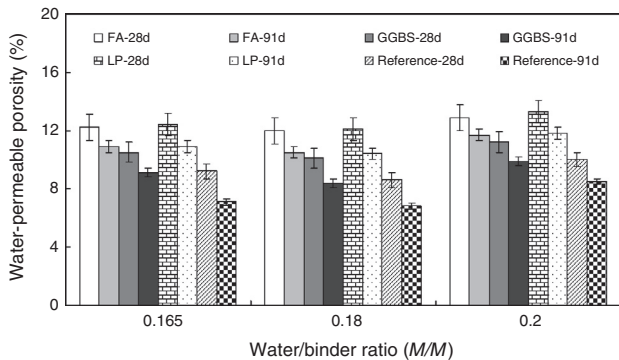 20
16
12
8
4
0
Water-permeable porosity (%)
FA-28d FA-91d GGBS-28d GGBS-91d
LP-28d LP-91d Reference-28d Reference-91d
0.165 0.18 0.2
Water/binder ratio (M/M)